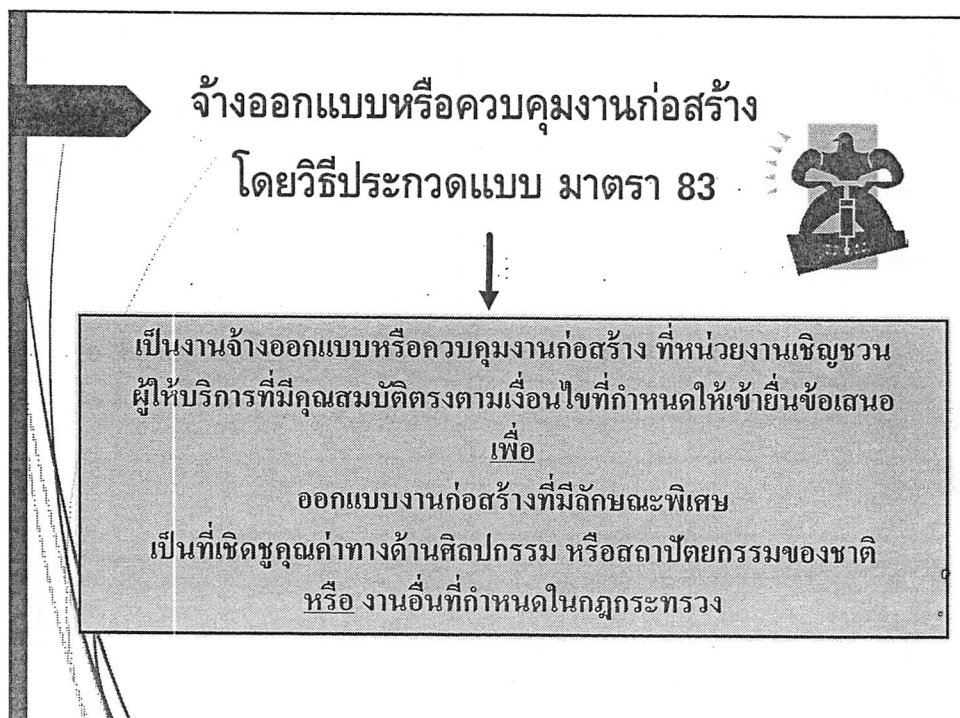 จ้างออกแบบหรือควบคุมงานก่อสร้าง
โดยวิธีประกวดแบบ มาตรา 83
เป็นงานจ้างออกแบบหรือควบคุมงานก่อสร้าง ที่หน่วยงานเชิญชวน
ผู้ให้บริการที่มีคุณสมบัติตรงตามเงื่อนไขที่กำหนดให้เข้ายื่นข้อเสนอ
เพื่อ
ออกแบบงานก่อสร้างที่มีลักษณะพิเศษ
เป็นที่เชิดชูคุณค่าทางด้านศิลปกรรม หรือสถาปัตยกรรมของชาติ
หรือ งานอื่นที่กำหนดในกฎกระทรวง